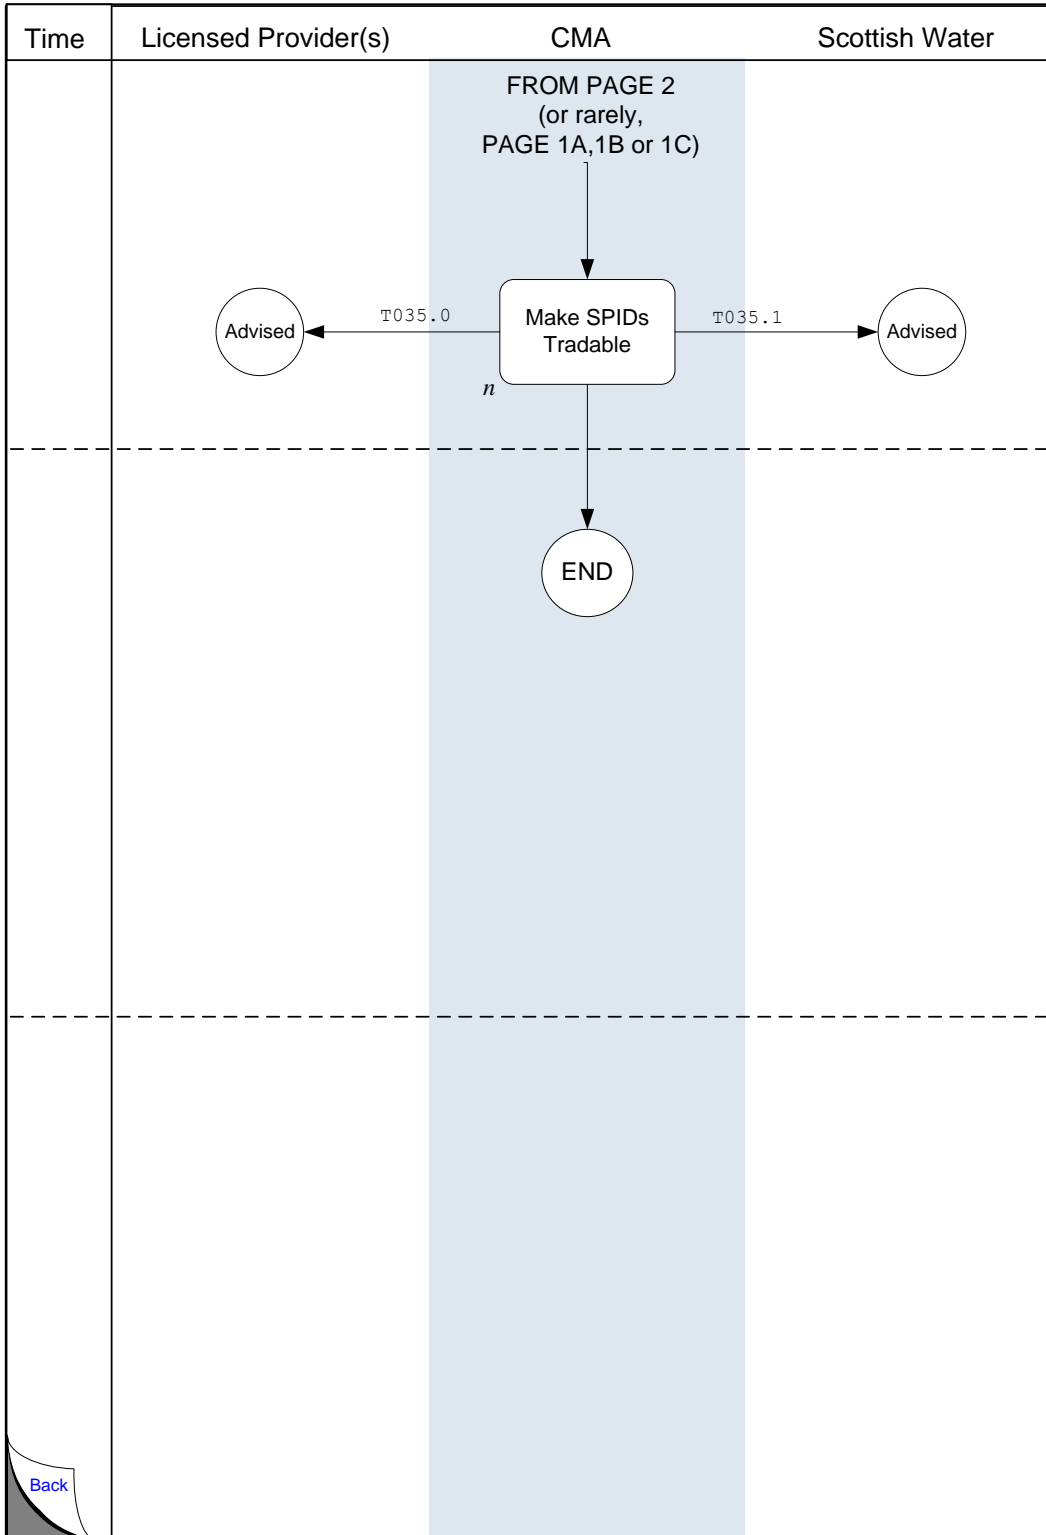 Time
Licensed Provider(s)
CMA
Scottish Water
FROM PAGE 2
(or rarely,
PAGE 1A,1B or 1C)
Advised
T035.0
Make SPIDs
Tradable
T035.1
Advised
n
END
Back